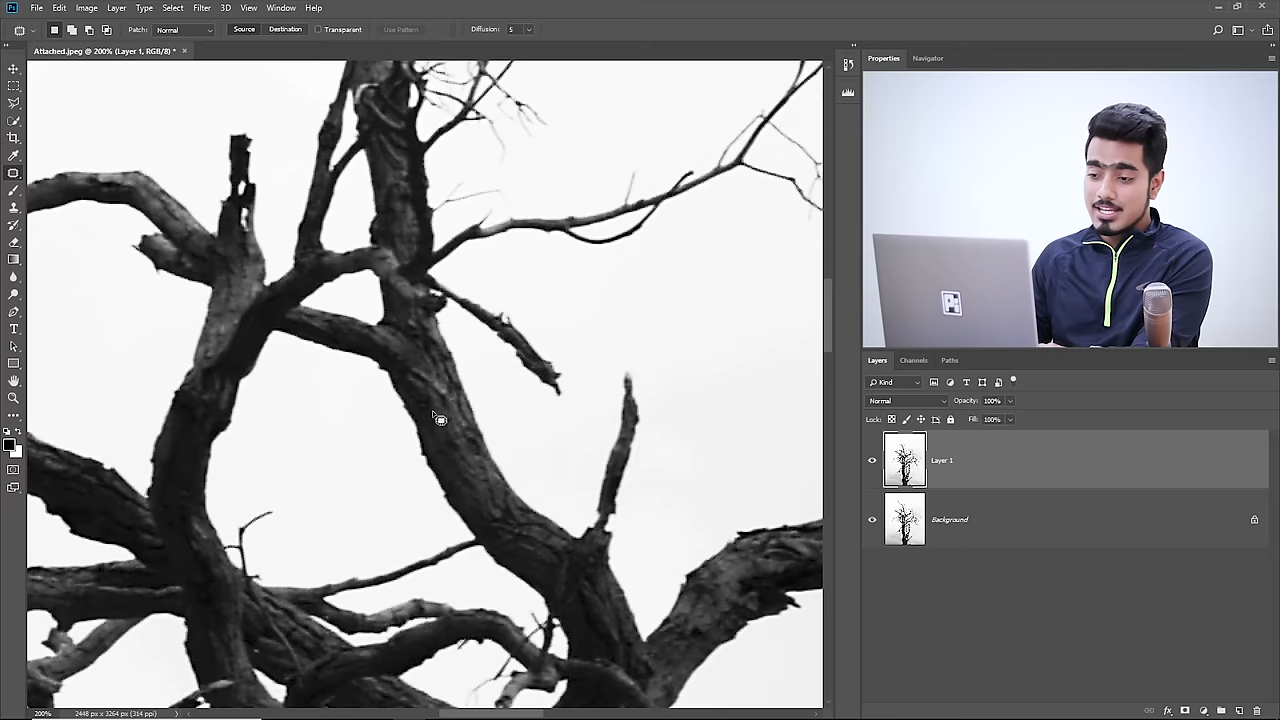 Ps File Edit Image Layer Type Select Filter 3D View Window Help
Patch: Normal Source Destination Transparent Use Pattern Diffusion: 5
Attached.jpeg @ 200% (Layer 1, RGB/8) * ×
Properties Navigator
Layers Channels Paths
Kind
Normal Opacity: 100%
Lock: Fill: 100%
Layer 1
Background
200% 2448 px x 3264 px (314 ppi)